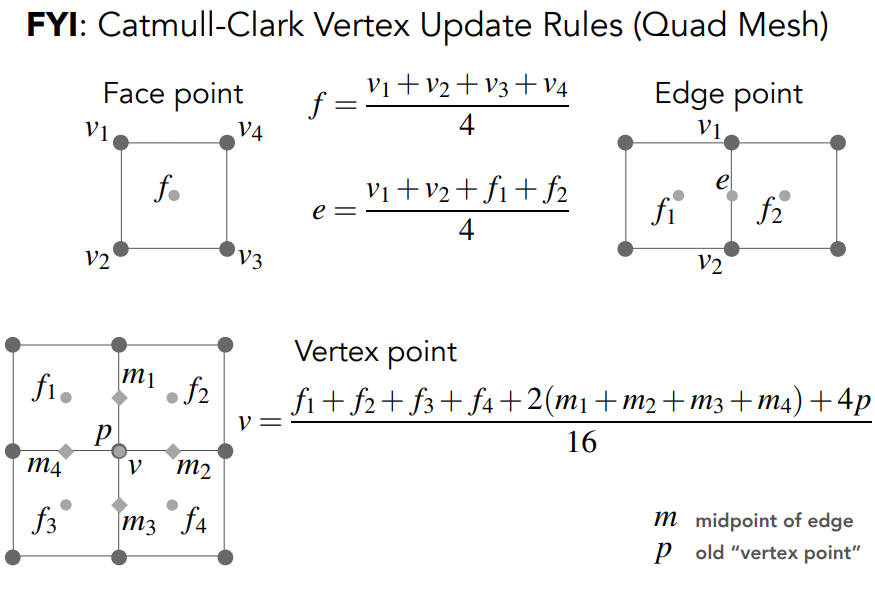 FYI: Catmull-Clark Vertex Update Rules (Quad Mesh)
Face point
f = (v₁ + v₂ + v₃ + v₄) / 4
Edge point
v₁
v₄
f
v₂
v₃
e = (v₁ + v₂ + f₁ + f₂) / 4
v₁
e
f₁
f₂
v₂
Vertex point
v = (f₁ + f₂ + f₃ + f₄ + 2(m₁ + m₂ + m₃ + m₄) + 4p) / 16
f₁
m₁
f₂
p
m₄
v
m₂
f₃
m₃
f₄
m midpoint of edge
p old “vertex point”